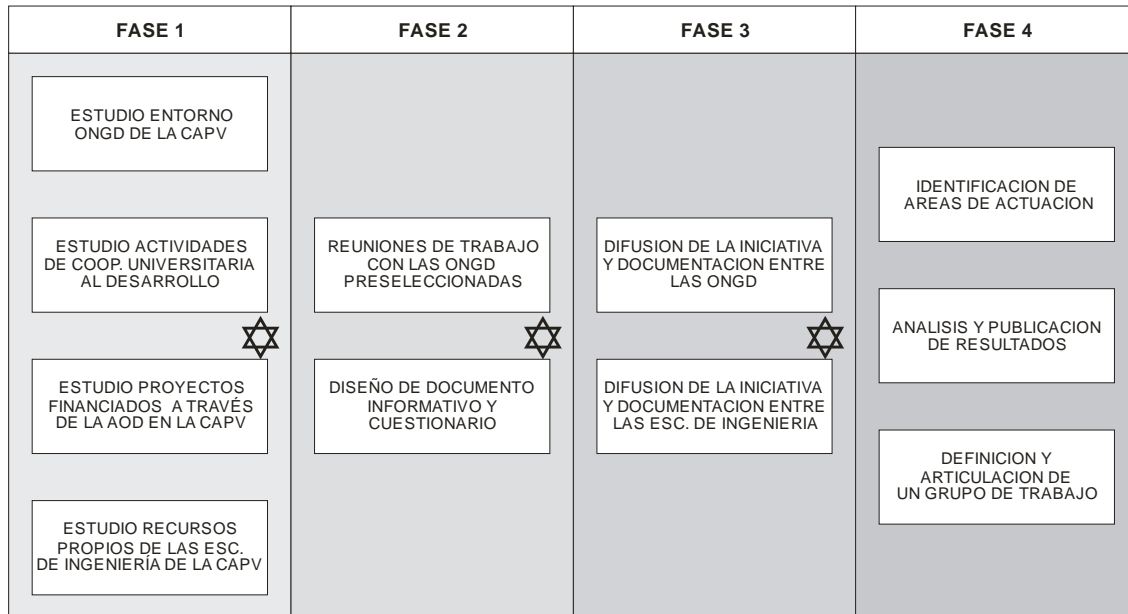 FASE 1
ESTUDIO ENTORNO
ONGD DE LA CAPV
ESTUDIO ACTIVIDADES
DE COOP. UNIVERSITARIA
AL DESARROLLO
ESTUDIO PROYECTOS
FINANCIADOS A TRAVÉS
DE LA AOD EN LA CAPV
ESTUDIO RECURSOS
PROPIOS DE LAS ESC.
DE INGENIERÍA DE LA CAPV
FASE 2
REUNIONES DE TRABAJO
CON LAS ONGD
PRESELECCIONADAS
DISEÑO DE DOCUMENTO
INFORMATIVO Y
CUESTIONARIO
FASE 3
DIFUSION DE LA INICIATIVA
Y DOCUMENTACION ENTRE
LAS ONGD
DIFUSION DE LA INICIATIVA
Y DOCUMENTACION ENTRE
LAS ESC. DE INGENIERIA
FASE 4
IDENTIFICACION DE
AREAS DE ACTUACION
ANALISIS Y PUBLICACION
DE RESULTADOS
DEFINICION Y
ARTICULACION DE
UN GRUPO DE TRABAJO